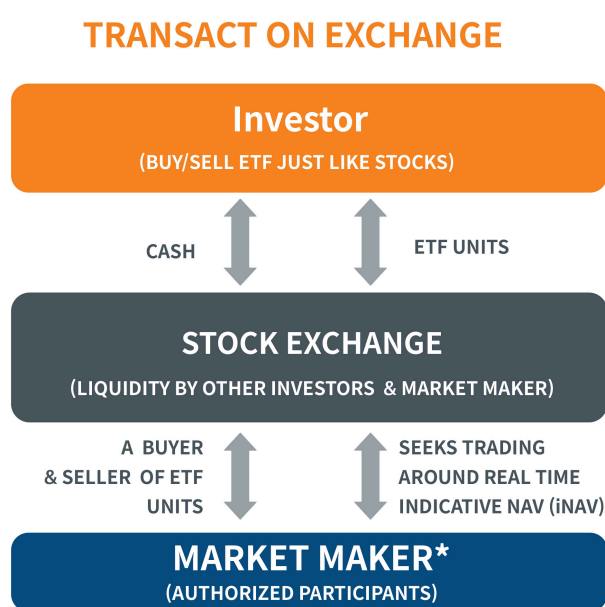 TRANSACT ON EXCHANGE
Investor
(BUY/SELL ETF JUST LIKE STOCKS)
CASH
ETF UNITS
STOCK EXCHANGE
(LIQUIDITY BY OTHER INVESTORS & MARKET MAKER)
A BUYER
& SELLER OF ETF
UNITS
SEEKS TRADING
AROUND REAL TIME
INDICATIVE NAV (iNAV)
MARKET MAKER*
(AUTHORIZED PARTICIPANTS)